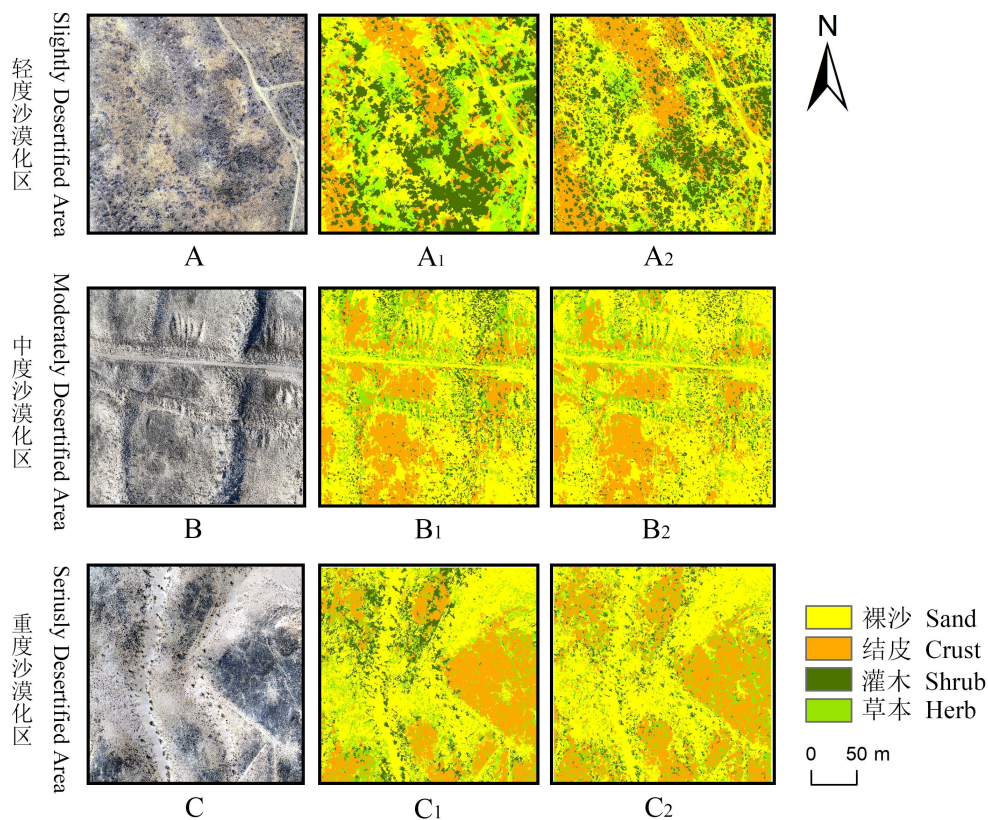 轻度沙漠化区
Slightly Desertified Area
A
A1
A2
N
中度沙漠化区
Moderately Desertified Area
B
B1
B2
重度沙漠化区
Seriusly Desertified Area
C
C1
C2
裸沙 Sand
结皮 Crust
灌木 Shrub
草本 Herb
0 50 m